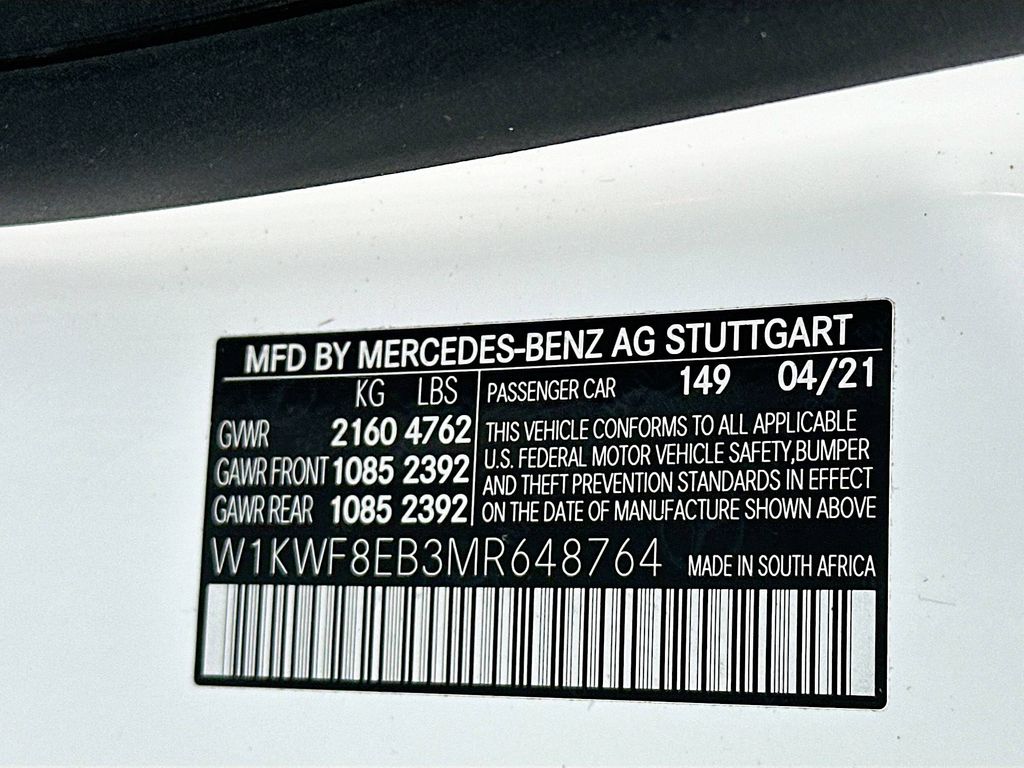 MFD BY MERCEDES-BENZ AG STUTTGART
KG LBS
GVWR 2160 4762
GAWR FRONT 1085 2392
GAWR REAR 1085 2392
PASSENGER CAR 149 04/21
THIS VEHICLE CONFORMS TO ALL APPLICABLE
U.S. FEDERAL MOTOR VEHICLE SAFETY,BUMPER
AND THEFT PREVENTION STANDARDS IN EFFECT
ON THE DATE OF MANUFACTURE SHOWN ABOVE
W1KWF8EB3MR648764 MADE IN SOUTH AFRICA